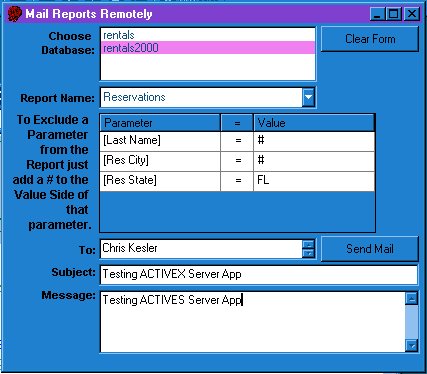 Mail Reports Remotely
Choose Database:
rentals
rentals2000
Clear Form
Report Name: Reservations
To Exclude a
Parameter
from the
Report just
add a # to the
Value Side of
that
parameter.
Parameter = Value
[Last Name] = #
[Res City] = #
[Res State] = FL
To: Chris Kesler
Send Mail
Subject: Testing ACTIVEX Server App
Message: Testing ACTIVES Server App